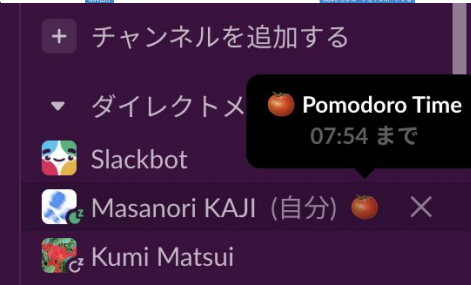 + チャンネルを追加する
ダイレクトメ
🍅 Pomodoro Time
07:54 まで
Slackbot
Masanori KAJI (自分) 🍅
Kumi Matsui